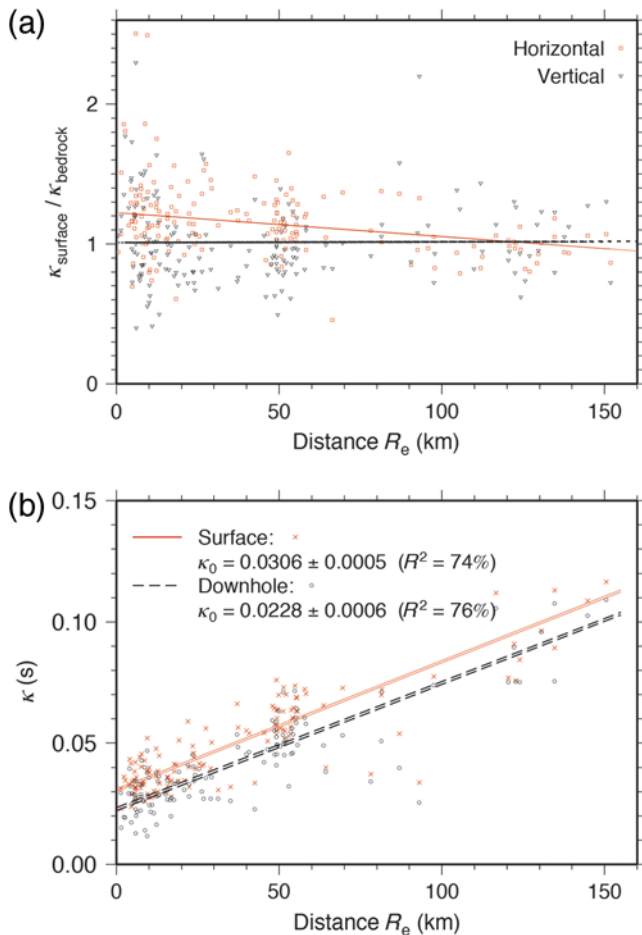 (a)
Horizontal
Vertical
κsurface / κbedrock
2
1
0
0 50 100 150
Distance Re (km)
(b)
0.15
0.10
0.05
0.00
κ (s)
Surface:
κ0 = 0.0306 ± 0.0005 (R² = 74%)
Downhole:
κ0 = 0.0228 ± 0.0006 (R² = 76%)
0 50 100 150
Distance Re (km)